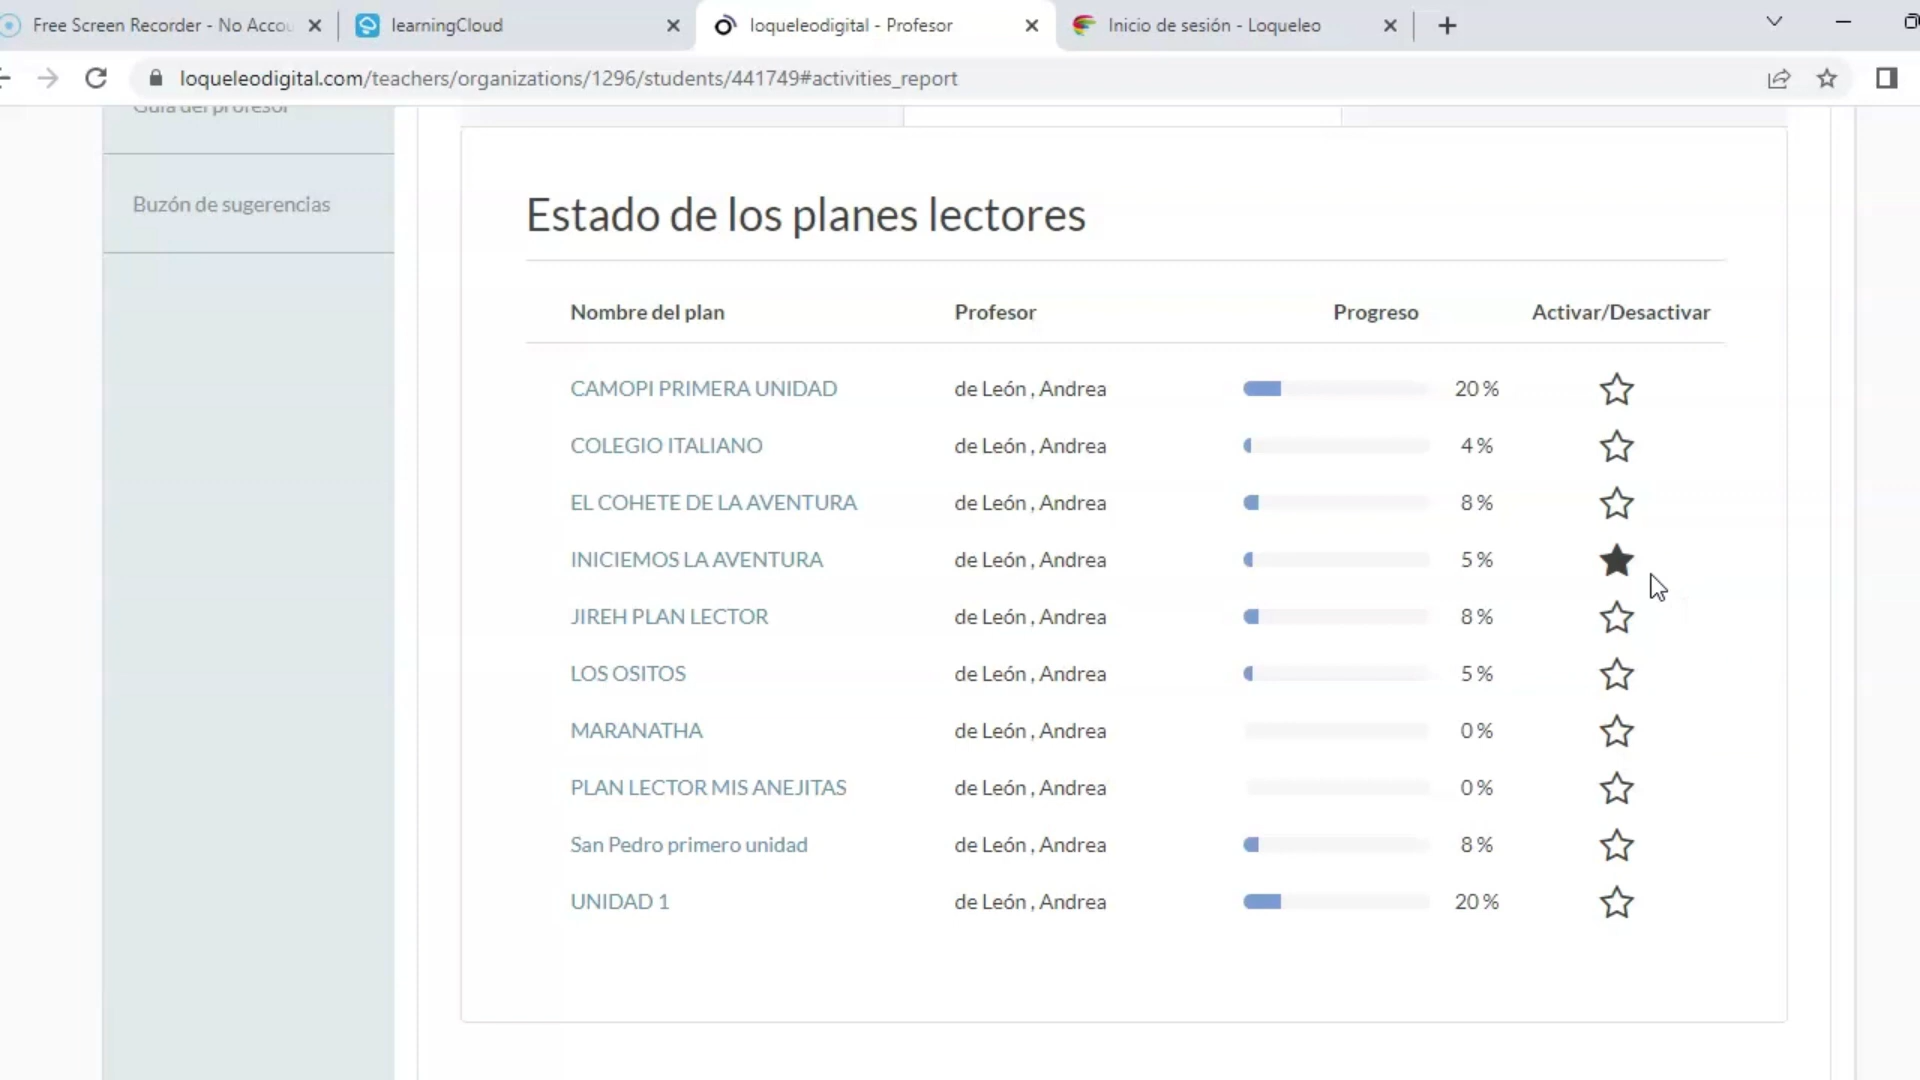 Free Screen Recorder - No Accou
learningCloud
loqueleodigital - Profesor
Inicio de sesión - Loqueleo
loqueleodigital.com/teachers/organizations/1296/students/441749#activities_report
Guía del profesor
Buzón de sugerencias
Estado de los planes lectores
Nombre del plan Profesor Progreso Activar/Desactivar
CAMOPI PRIMERA UNIDAD de León , Andrea 20 %
COLEGIO ITALIANO de León , Andrea 4 %
EL COHETE DE LA AVENTURA de León , Andrea 8 %
INICIEMOS LA AVENTURA de León , Andrea 5 %
JIREH PLAN LECTOR de León , Andrea 8 %
LOS OSITOS de León , Andrea 5 %
MARANATHA de León , Andrea 0 %
PLAN LECTOR MIS ANEJITAS de León , Andrea 0 %
San Pedro primero unidad de León , Andrea 8 %
UNIDAD 1 de León , Andrea 20 %